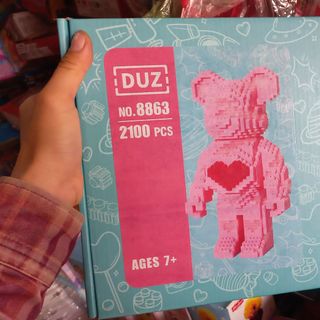 DUZ
NO.8863
2100 PCS
AGES 7+